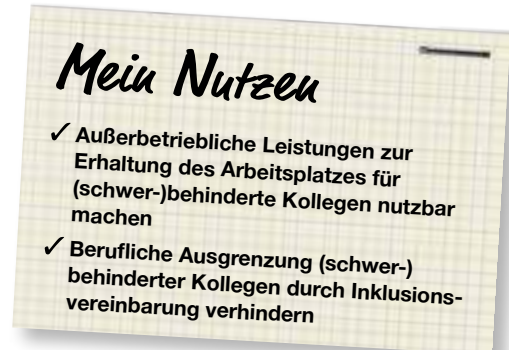 Mein Nutzen
✓ Außerbetriebliche Leistungen zur
Erhaltung des Arbeitsplatzes für
(schwer-)behinderte Kollegen nutzbar
machen
✓ Berufliche Ausgrenzung (schwer-)
behinderter Kollegen durch Inklusions-
vereinbarung verhindern